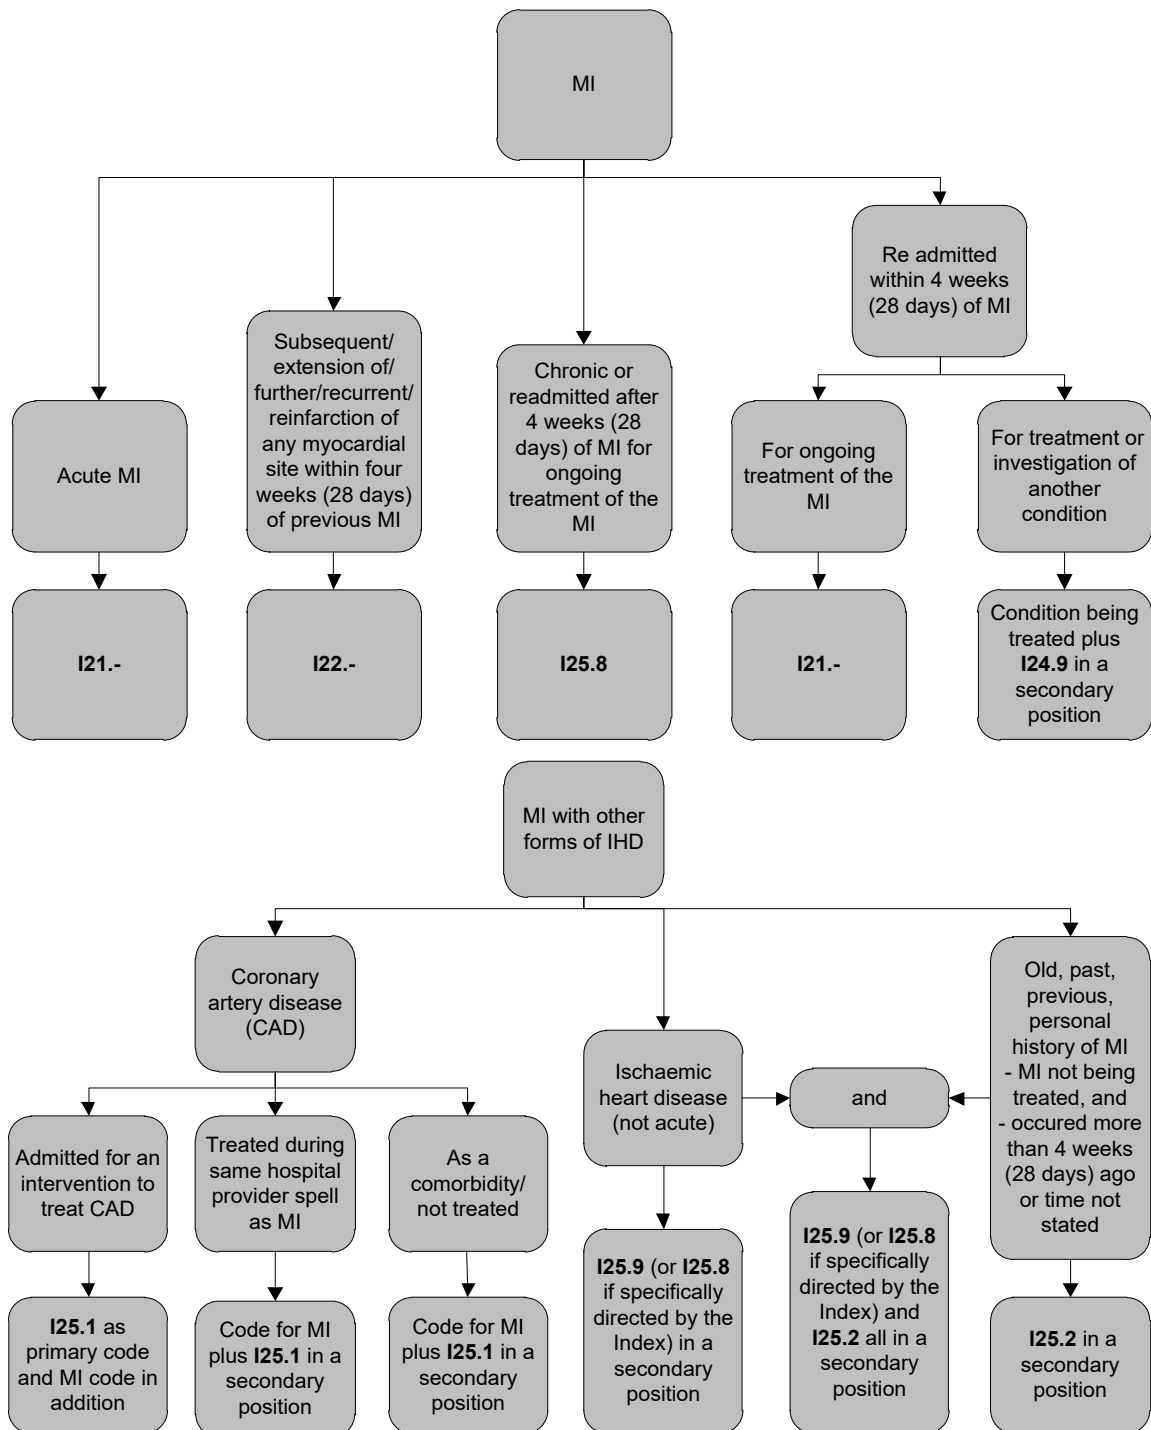 MI
Re admitted
within 4 weeks
(28 days) of MI
Subsequent/
extension of/
further/recurrent/
reinfarction of
any myocardial
site within four
weeks (28 days)
of previous MI
Chronic or
readmitted after
4 weeks (28
days) of MI for
ongoing
treatment of the
MI
Acute MI
For ongoing
treatment of the
MI
For treatment or
investigation of
another
condition
I21.-
I22.-
I25.8
I21.-
Condition being
treated plus
I24.9 in a
secondary
position
MI with other
forms of IHD
Coronary
artery disease
(CAD)
Ischaemic
heart disease
(not acute)
and
Old, past,
previous,
personal
history of MI
- MI not being
treated, and
- occured more
than 4 weeks
(28 days) ago
or time not
stated
Admitted for an
intervention to
treat CAD
Treated during
same hospital
provider spell
as MI
As a
comorbidity/
not treated
I25.1 as
primary code
and MI code in
addition
Code for MI
plus I25.1 in a
secondary
position
Code for MI
plus I25.1 in a
secondary
position
I25.9 (or I25.8
if specifically
directed by the
Index) in a
secondary
position
I25.9 (or I25.8
if specifically
directed by the
Index) and
I25.2 all in a
secondary
position
I25.2 in a
secondary
position